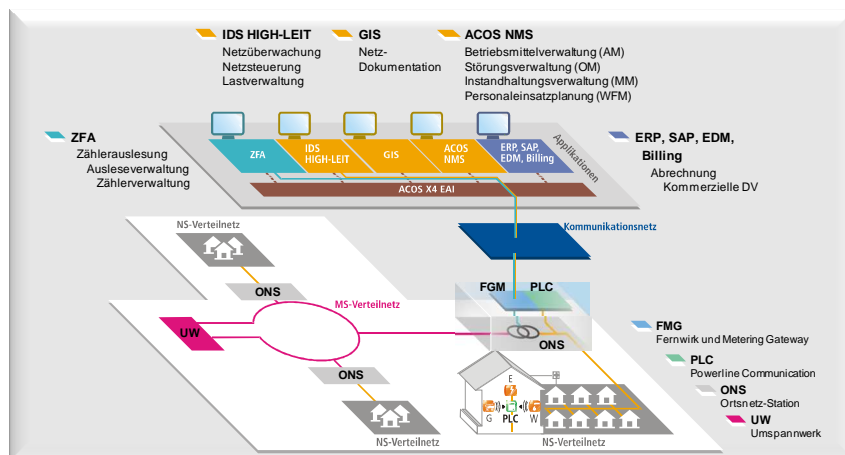 IDS HIGH-LEIT
Netzüberwachung
Netzsteuerung
Lastverwaltung
GIS
Netz-
Dokumentation
ACOS NMS
Betriebsmittelverwaltung (AM)
Störungsverwaltung (OM)
Instandhaltungsverwaltung (MM)
Personaleinsatzplanung (WFM)
ZFA
Zählerauslesung
Ausleseverwaltung
Zählerverwaltung
ERP, SAP, EDM,
Billing
Abrechnung
Kommerzielle DV
ZFA
IDS
HIGH-LEIT
GIS
ACOS
NMS
ERP, SAP,
EDM, Billing
Applikationen
ACOS X4 EAI
Kommunikationsnetz
NS-Verteilnetz
ONS
MS-Verteilnetz
UW
ONS
NS-Verteilnetz
FGM
PLC
ONS
E
G
PLC
W
NS-Verteilnetz
FMG
Fernwirk und Metering Gateway
PLC
Powerline Communication
ONS
Ortsnetz-Station
UW
Umspannwerk